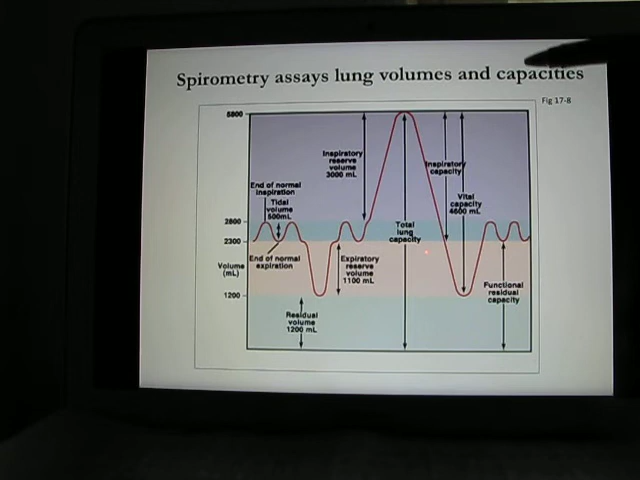 Spirometry assays lung volumes and capacities
Fig 17-8
5800
Inspiratory
reserve
volume
3000 mL
Inspiratory
capacity
End of normal
inspiration
Tidal
volume
500mL
Vital
capacity
4600 mL
2800
2300
Total
lung
capacity
End of normal
expiration
Expiratory
reserve
volume
1100 mL
Volume
(mL)
Functional
residual
capacity
1200
Residual
volume
1200 mL